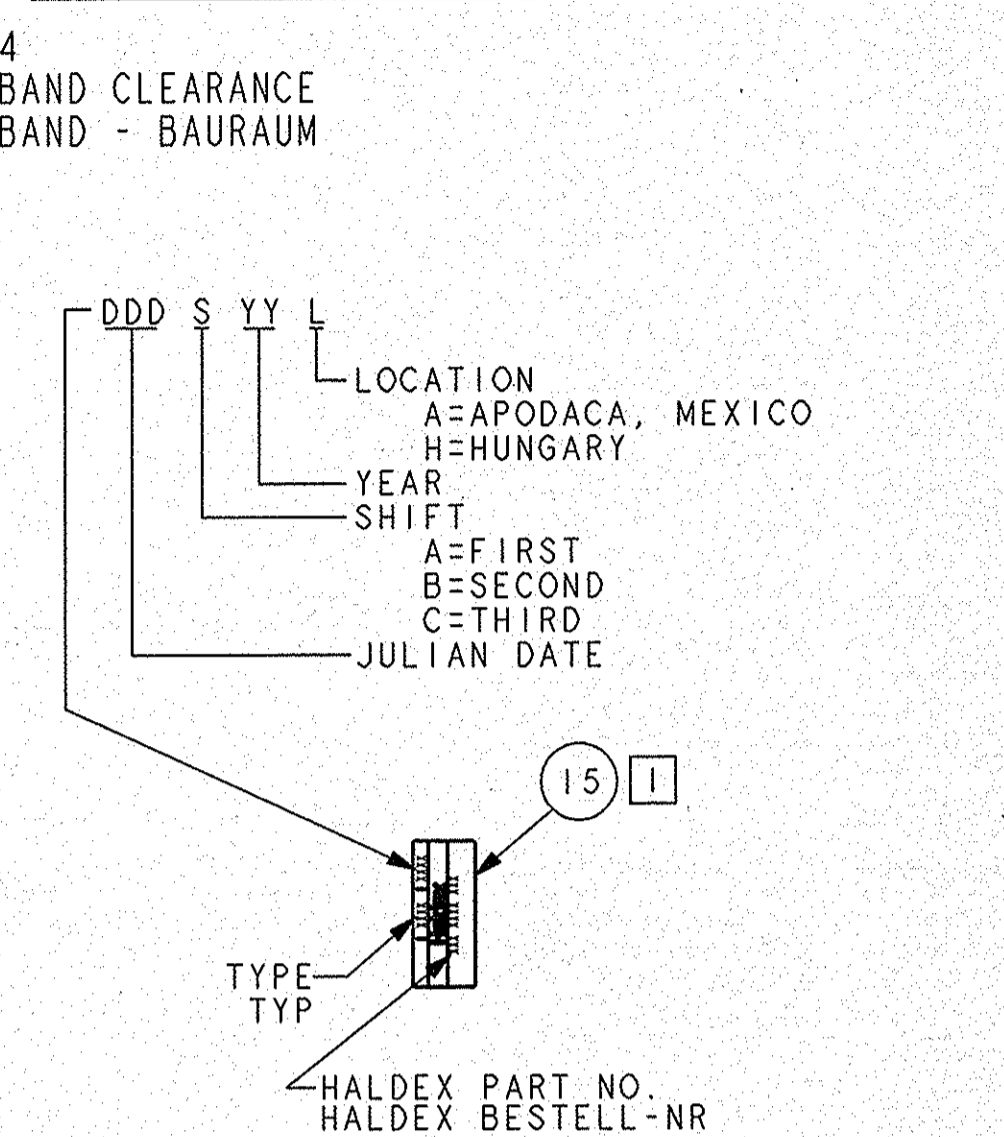 4
BAND CLEARANCE
BAND - BAURAUM
DDD S YY L
LOCATION
A=APODACA, MEXICO
H=HUNGARY
YEAR
SHIFT
A=FIRST
B=SECOND
C=THIRD
JULIAN DATE
15 1
TYPE
TYP
HALDEX PART NO.
HALDEX BESTELL-NR